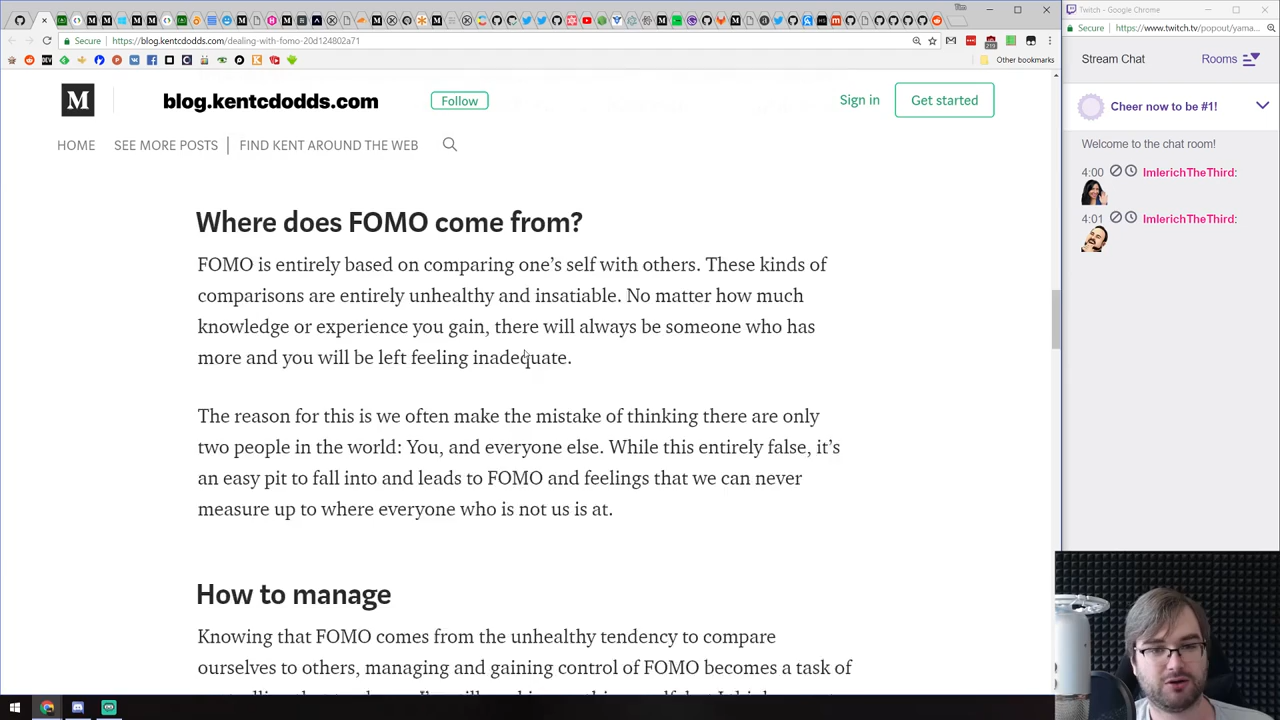 Twitch - Google Chrome
Secure
https://blog.kentcdodds.com/dealing-with-fomo-20d124802a71
Secure
https://www.twitch.tv/popout/yama...
Other bookmarks
Stream Chat
Rooms
M
blog.kentcdodds.com
Follow
Sign in
Get started
Cheer now to be #1!
HOME
SEE MORE POSTS
FIND KENT AROUND THE WEB
Welcome to the chat room!
4:00
ImlerichTheThird:
4:01
ImlerichTheThird:
Where does FOMO come from?
FOMO is entirely based on comparing one’s self with others. These kinds of
comparisons are entirely unhealthy and insatiable. No matter how much
knowledge or experience you gain, there will always be someone who has
more and you will be left feeling inadequate.
The reason for this is we often make the mistake of thinking there are only
two people in the world: You, and everyone else. While this entirely false, it’s
an easy pit to fall into and leads to FOMO and feelings that we can never
measure up to where everyone who is not us is at.
How to manage
Knowing that FOMO comes from the unhealthy tendency to compare
ourselves to others, managing and gaining control of FOMO becomes a task of